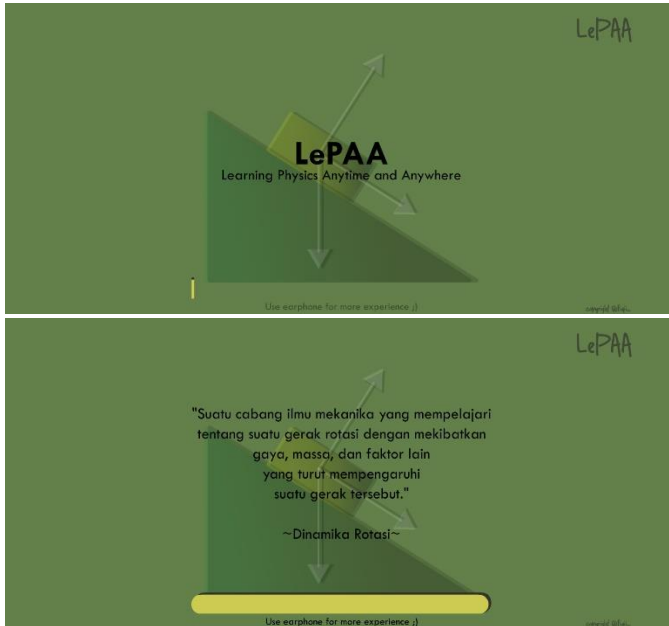 LePAA
LePAA
Learning Physics Anytime and Anywhere
Use earphone for more experience ;)
LePAA
"Suatu cabang ilmu mekanika yang mempelajari
tentang suatu gerak rotasi dengan mekibatkan
gaya, massa, dan faktor lain
yang turut mempengaruhi
suatu gerak tersebut."
~Dinamika Rotasi~
Use earphone for more experience ;)